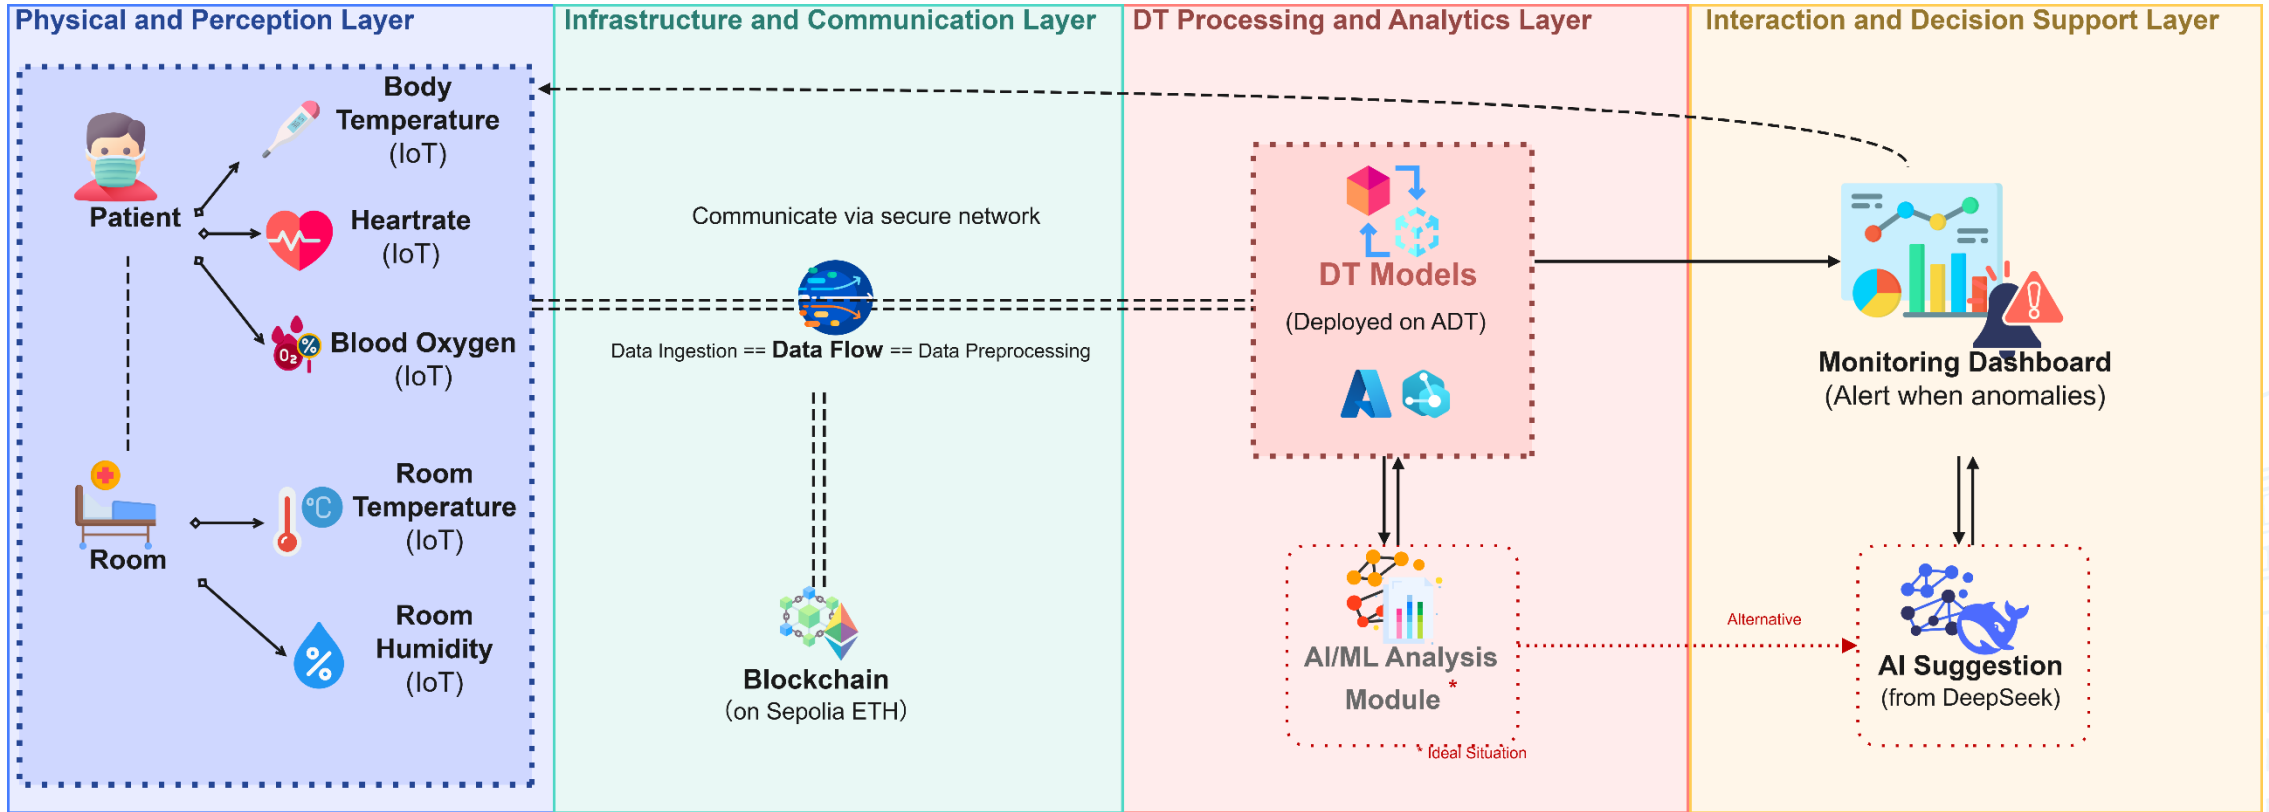 Physical and Perception Layer
Body
Temperature
(IoT)
Patient
Heartrate
(IoT)
O₂
%
Blood Oxygen
(IoT)
Room
Temperature
(IoT)
°C
Room
Room
Humidity
(IoT)
%
Infrastructure and Communication Layer
Communicate via secure network
Data Ingestion == Data Flow == Data Preprocessing
Blockchain
(on Sepolia ETH)
DT Processing and Analytics Layer
DT Models
(Deployed on ADT)
AI/ML Analysis
Module *
* Ideal Situation
Alternative
Interaction and Decision Support Layer
Monitoring Dashboard
(Alert when anomalies)
AI Suggestion
(from DeepSeek)